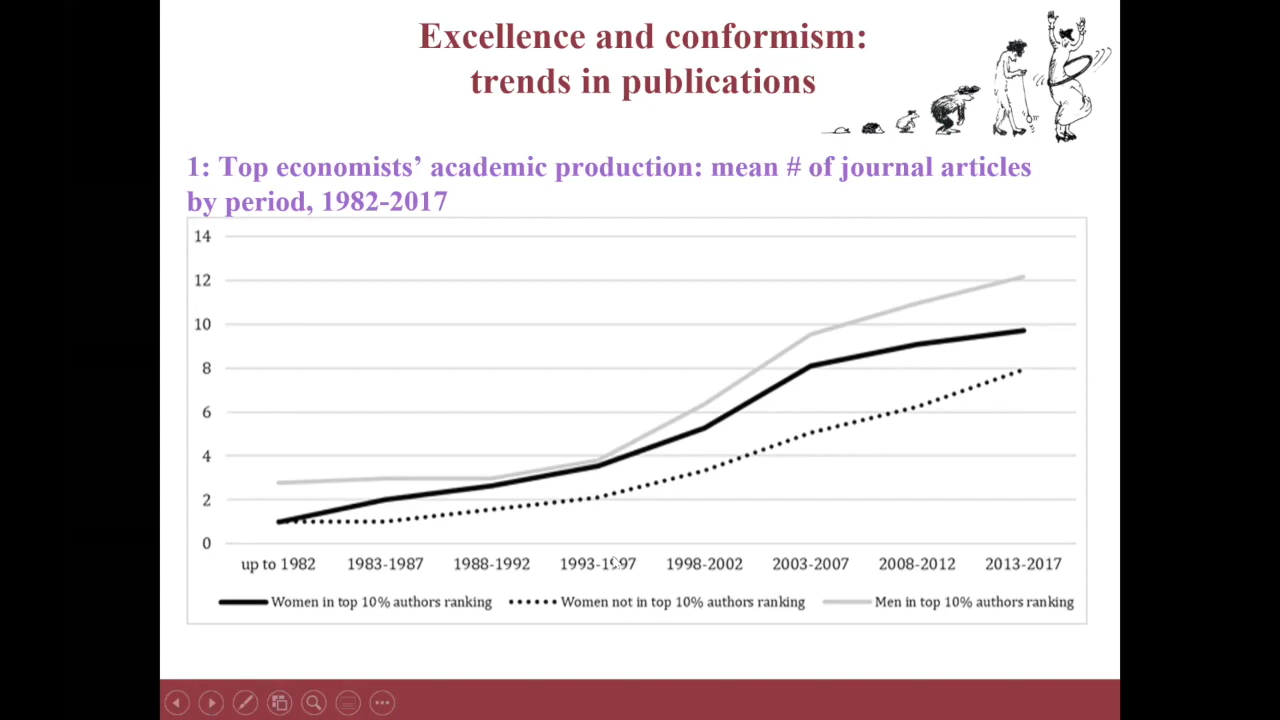 Excellence and conformism:
trends in publications
1: Top economists’ academic production: mean # of journal articles
by period, 1982-2017
14
12
10
8
6
4
2
0
up to 1982 1983-1987 1988-1992 1993-1997 1998-2002 2003-2007 2008-2012 2013-2017
Women in top 10% authors ranking Women not in top 10% authors ranking Men in top 10% authors ranking